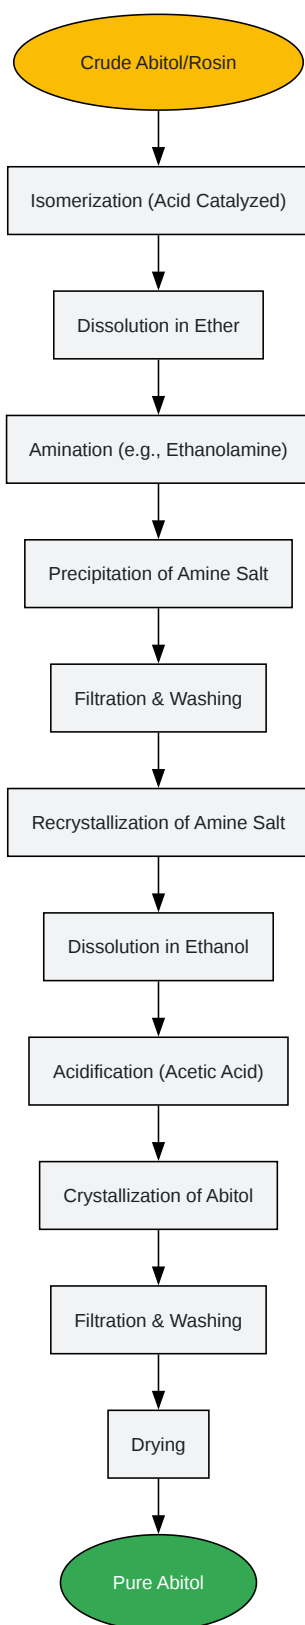 Crude Abitol/Rosin
Isomerization (Acid Catalyzed)
Dissolution in Ether
Amination (e.g., Ethanolamine)
Precipitation of Amine Salt
Filtration & Washing
Recrystallization of Amine Salt
Dissolution in Ethanol
Acidification (Acetic Acid)
Crystallization of Abitol
Filtration & Washing
Drying
Pure Abitol